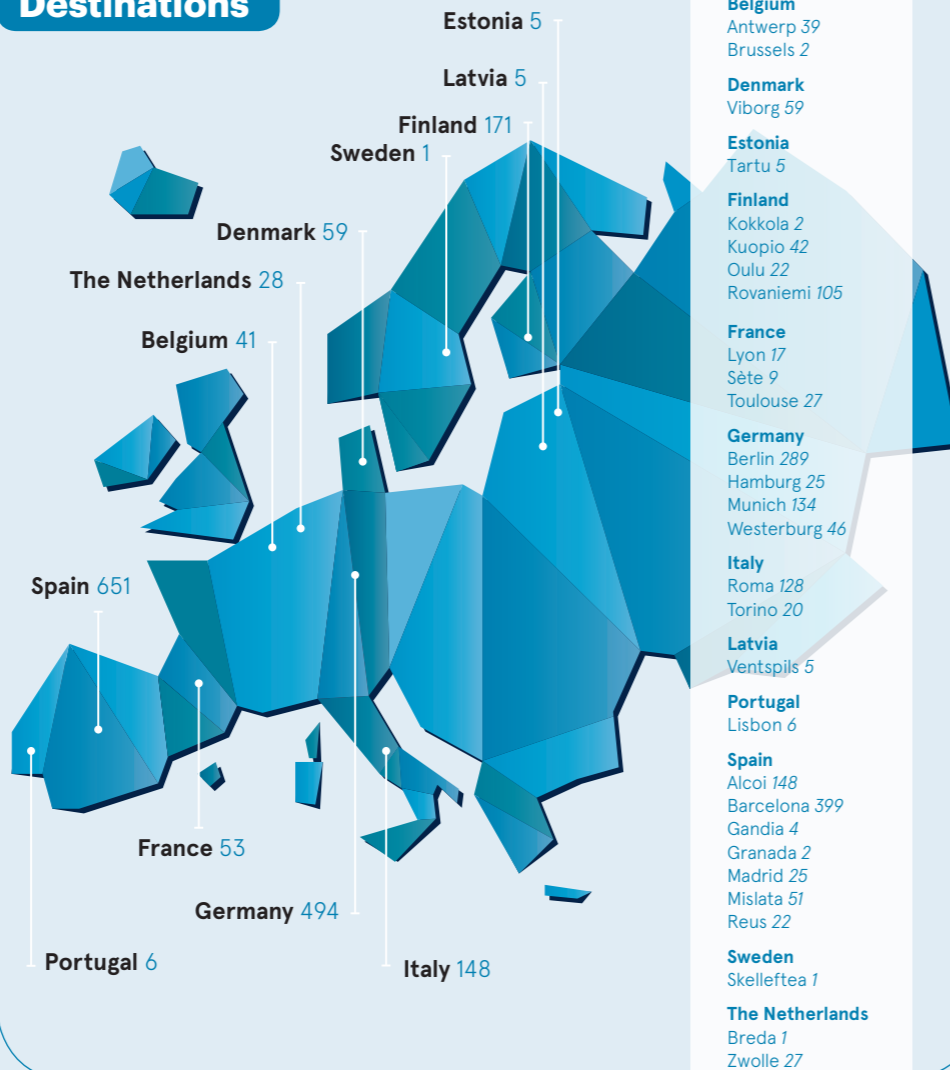 Destinations
Estonia 5
Latvia 5
Finland 171
Sweden 1
Denmark 59
The Netherlands 28
Belgium 41
Spain 651
France 53
Germany 494
Portugal 6
Italy 148
Belgium
Antwerp 39
Brussels 2
Denmark
Viborg 59
Estonia
Tartu 5
Finland
Kokkola 2
Kuopio 42
Oulu 22
Rovaniemi 105
France
Lyon 17
Sète 9
Toulouse 27
Germany
Berlin 289
Hamburg 25
Munich 134
Westerburg 46
Italy
Roma 128
Torino 20
Latvia
Ventspils 5
Portugal
Lisbon 6
Spain
Alcoi 148
Barcelona 399
Gandia 4
Granada 2
Madrid 25
Mislata 51
Reus 22
Sweden
Skelleftea 1
The Netherlands
Breda 1
Zwolle 27